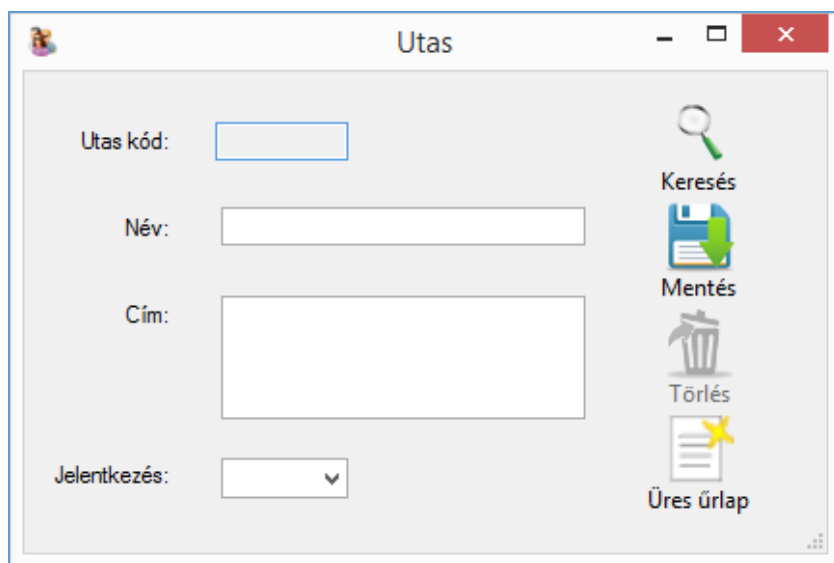 Utas
Utas kód:
Név:
Cím:
Jelentkezés:
Keresés
Mentés
Törlés
Üres űrlap